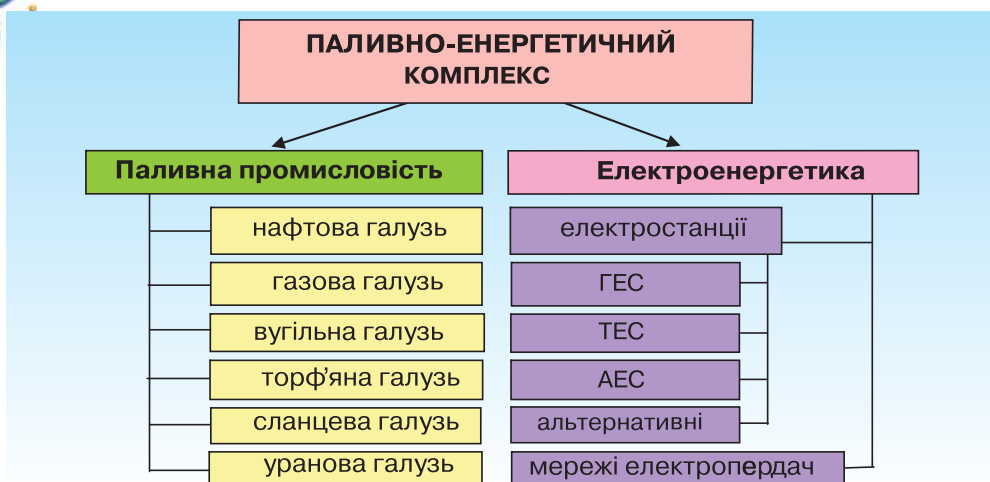 ПАЛИВНО-ЕНЕРГЕТИЧНИЙ
КОМПЛЕКС
Паливна промисловість
нафтова галузь
газова галузь
вугільна галузь
торф’яна галузь
сланцева галузь
уранова галузь
Електроенергетика
електростанції
ГЕС
ТЕС
АЕС
альтернативні
мережі електропердач